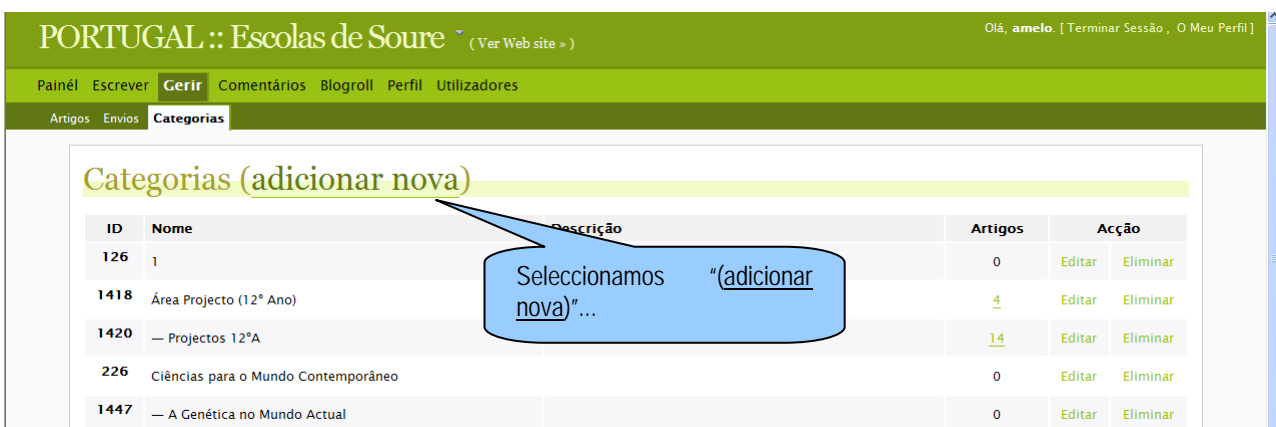 PORTUGAL :: Escolas de Soure ( Ver Web site » )
Olá, amelo. [ Terminar Sessão , O Meu Perfil ]
Painél Escrever Gerir Comentários Blogroll Perfil Utilizadores
Artigos Envios Categorias
Categorias (adicionar nova)
ID Nome Descrição Artigos Acção
126 1 0 Editar Eliminar
Seleccionamos "(adicionar
nova)"...
1418 Área Projecto (12º Ano) 4 Editar Eliminar
1420 — Projectos 12ºA 14 Editar Eliminar
226 Ciências para o Mundo Contemporâneo 0 Editar Eliminar
1447 — A Genética no Mundo Actual 0 Editar Eliminar